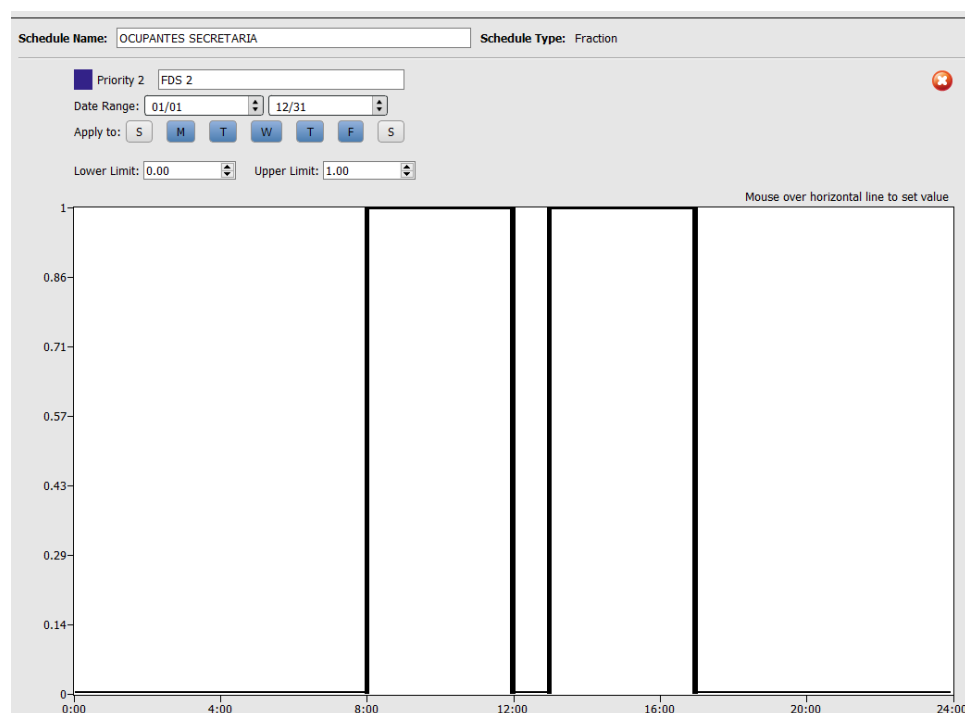 Schedule Name: OCUPANTES SECRETARIA Schedule Type: Fraction
Priority 2 FDS 2
Date Range: 01/01 12/31
Apply to: S M T W T F S
Lower Limit: 0.00 Upper Limit: 1.00
Mouse over horizontal line to set value
1
0.86
0.71
0.57
0.43
0.29
0.14
0
0:00 4:00 8:00 12:00 16:00 20:00 24:00